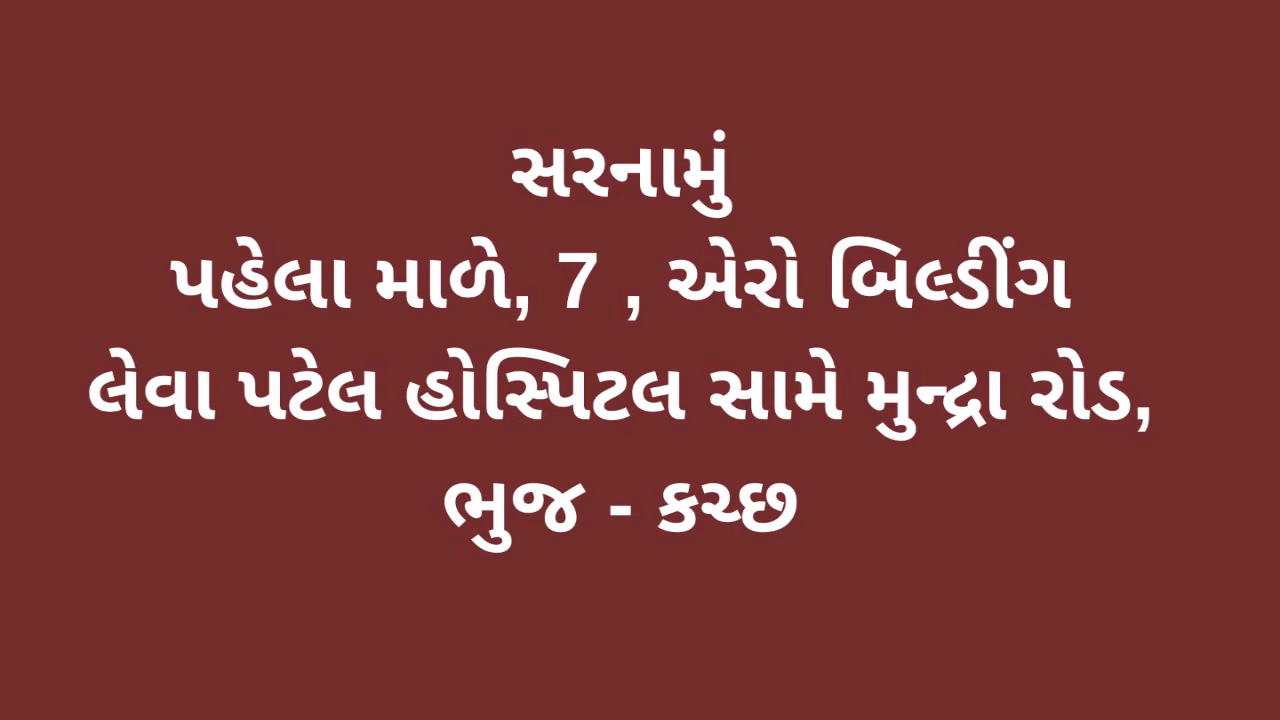 સરનામું
પહેલા માળે, 7 , એરો બિલ્ડીંગ
લેવા પટેલ હોસ્પિટલ સામે મુન્દ્રા રોડ,
ભુજ - કચ્છ